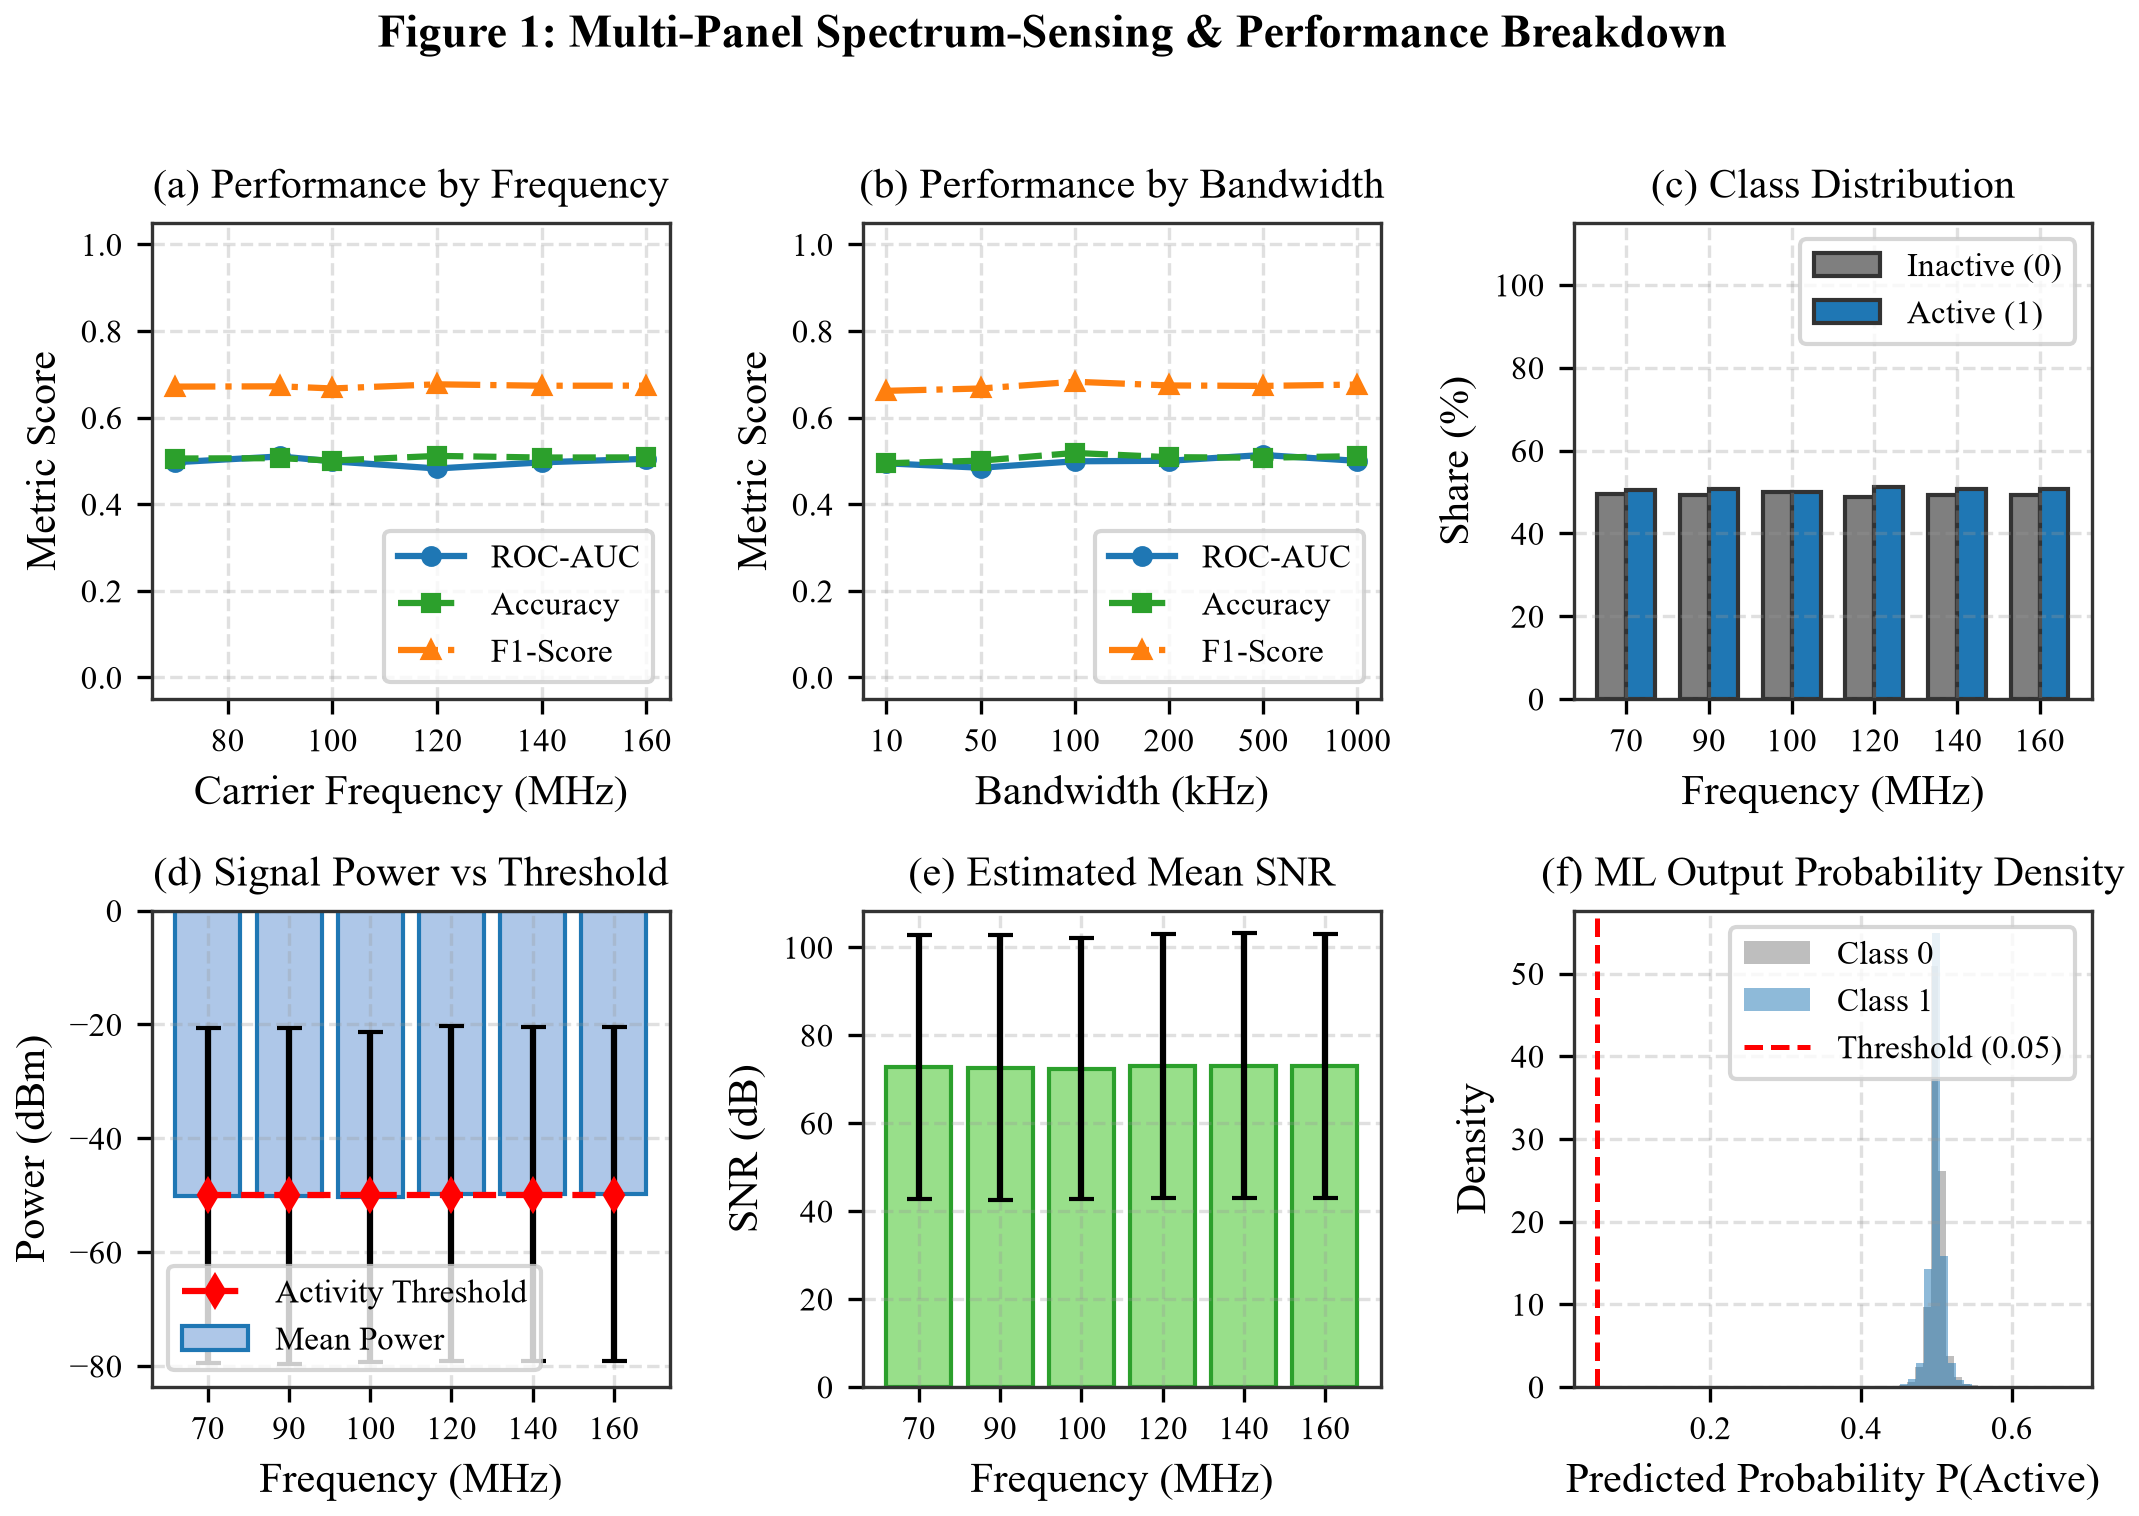 Figure 1: Multi-Panel Spectrum-Sensing & Performance Breakdown
(a) Performance by Frequency
1.0
0.8
0.6
0.4
0.2
0.0
Metric Score
ROC-AUC
Accuracy
F1-Score
80 100 120 140 160
Carrier Frequency (MHz)
(b) Performance by Bandwidth
1.0
0.8
0.6
0.4
0.2
0.0
Metric Score
ROC-AUC
Accuracy
F1-Score
10 50 100 200 500 1000
Bandwidth (kHz)
(c) Class Distribution
Inactive (0)
Active (1)
100
80
60
40
20
0
Share (%)
70 90 100 120 140 160
Frequency (MHz)
(d) Signal Power vs Threshold
0
−20
−40
−60
−80
Power (dBm)
Activity Threshold
Mean Power
70 90 100 120 140 160
Frequency (MHz)
(e) Estimated Mean SNR
100
80
60
40
20
0
SNR (dB)
70 90 100 120 140 160
Frequency (MHz)
(f) ML Output Probability Density
Class 0
Class 1
Threshold (0.05)
50
40
30
20
10
0
Density
0.2 0.4 0.6
Predicted Probability P(Active)